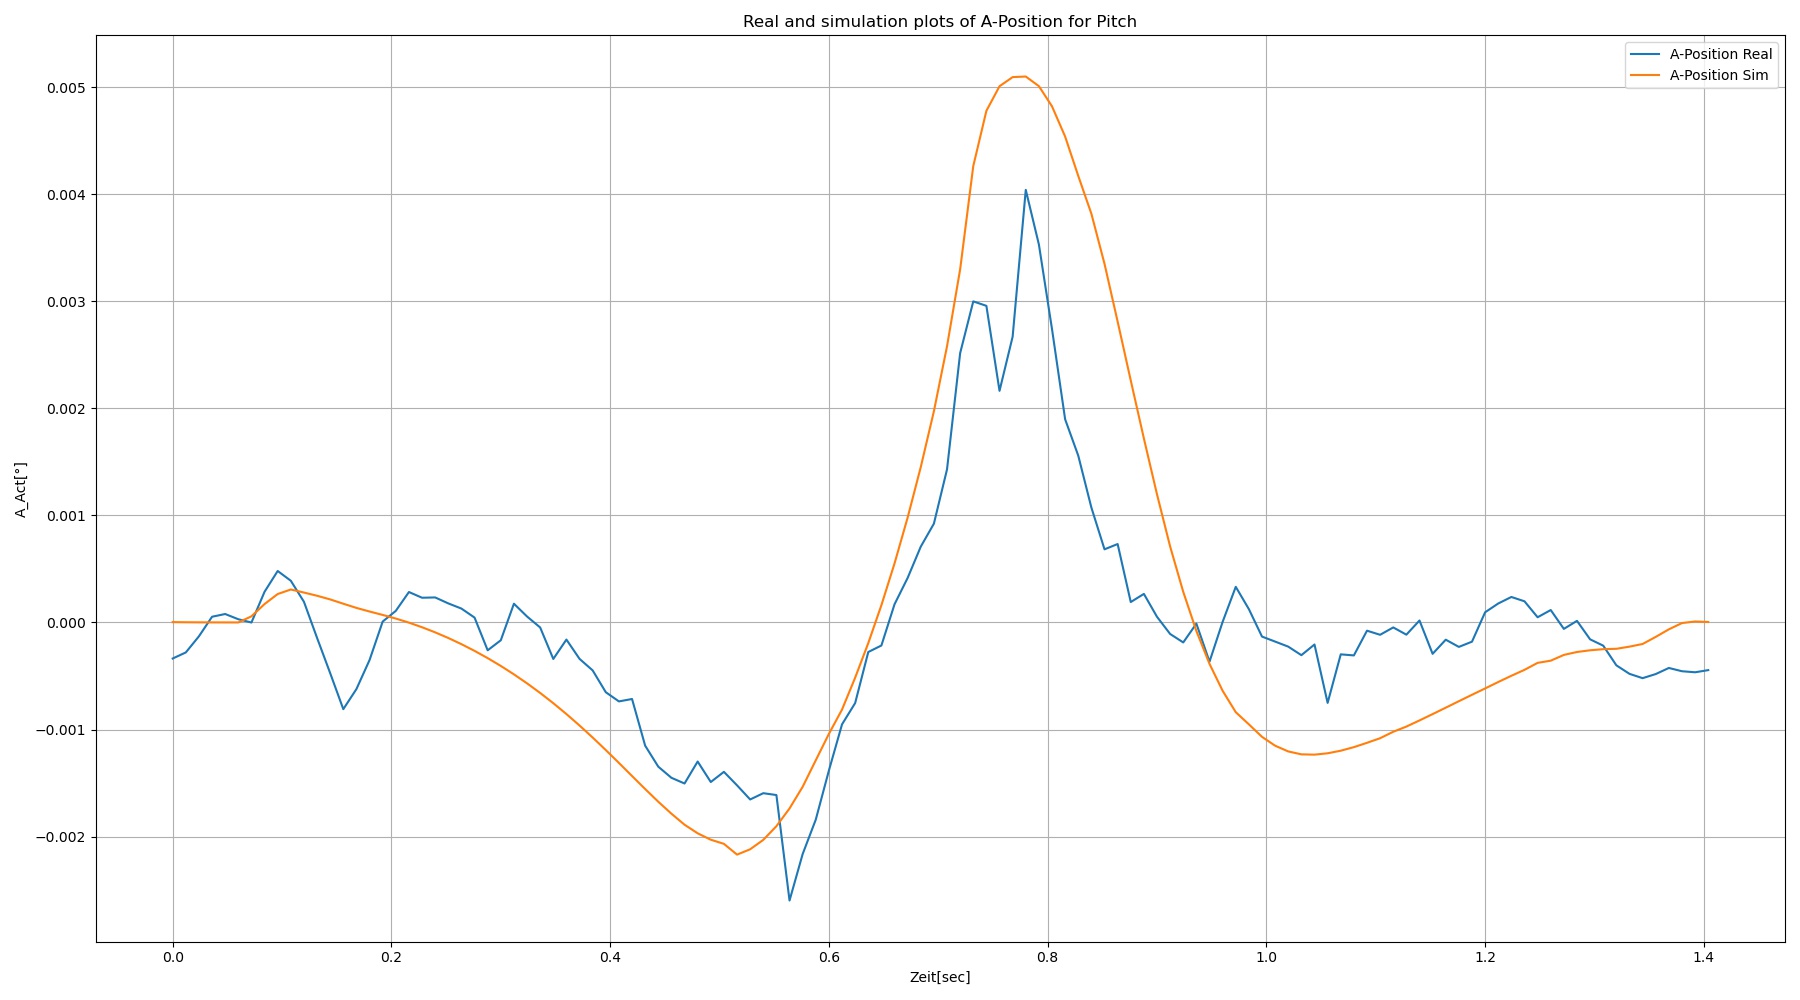 Real and simulation plots of A-Position for Pitch
A-Position Real
A-Position Sim
A_Act[°]
0.005
0.004
0.003
0.002
0.001
0.000
−0.001
−0.002
0.0 0.2 0.4 0.6 0.8 1.0 1.2 1.4
Zeit[sec]